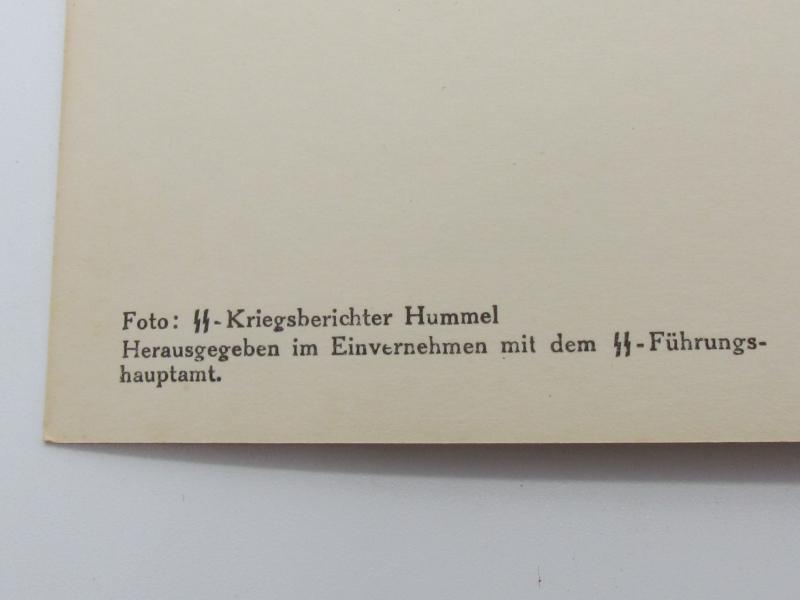 Foto: ᛋᛋ-Kriegsberichter Hummel
Herausgegeben im Einvernehmen mit dem ᛋᛋ-Führungs-
hauptamt.